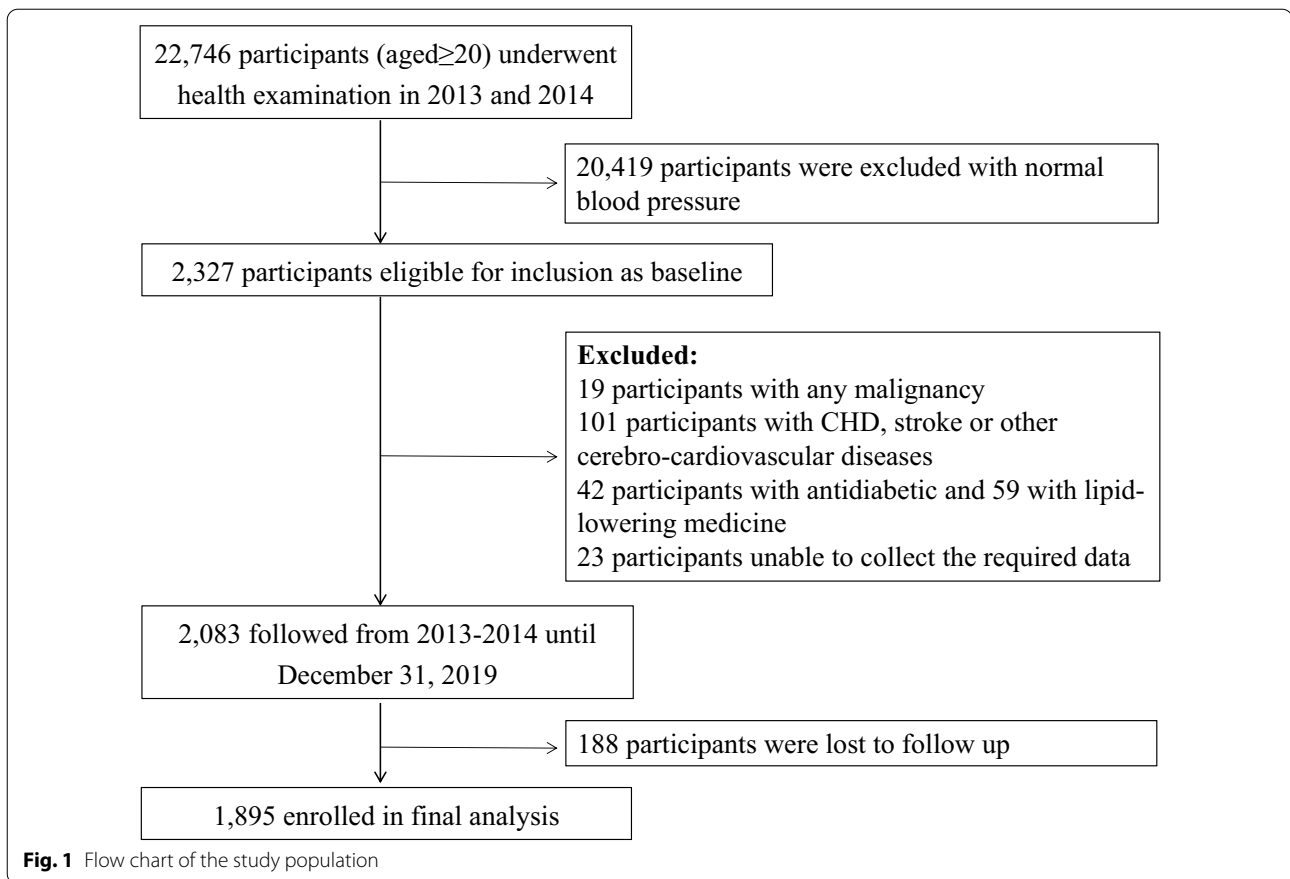 22,746 participants (aged≥20) underwent
health examination in 2013 and 2014
20,419 participants were excluded with normal
blood pressure
2,327 participants eligible for inclusion as baseline
Excluded:
19 participants with any malignancy
101 participants with CHD, stroke or other
cerebro-cardiovascular diseases
42 participants with antidiabetic and 59 with lipid-
lowering medicine
23 participants unable to collect the required data
2,083 followed from 2013-2014 until
December 31, 2019
188 participants were lost to follow up
1,895 enrolled in final analysis
Fig. 1 Flow chart of the study population